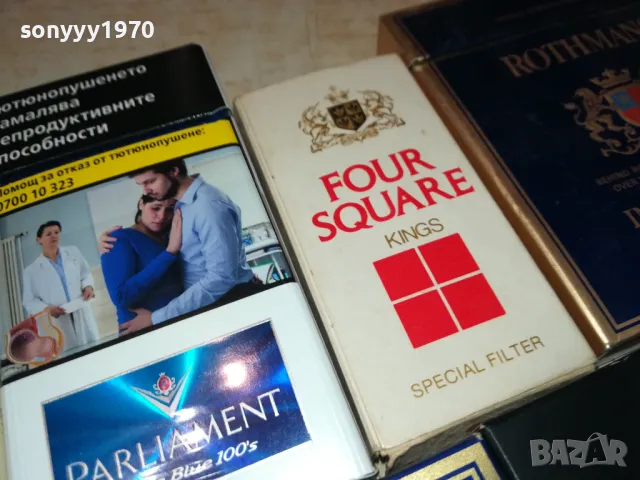 sonyyy1970
тютюнопушенето
намалява
репродуктивните
способности
Помощ за отказ от тютюнопушене:
0700 10 323
PARLIAMENT
Blue 100's
FOUR
SQUARE
KINGS
SPECIAL FILTER
ROTHMAN
BAZAR